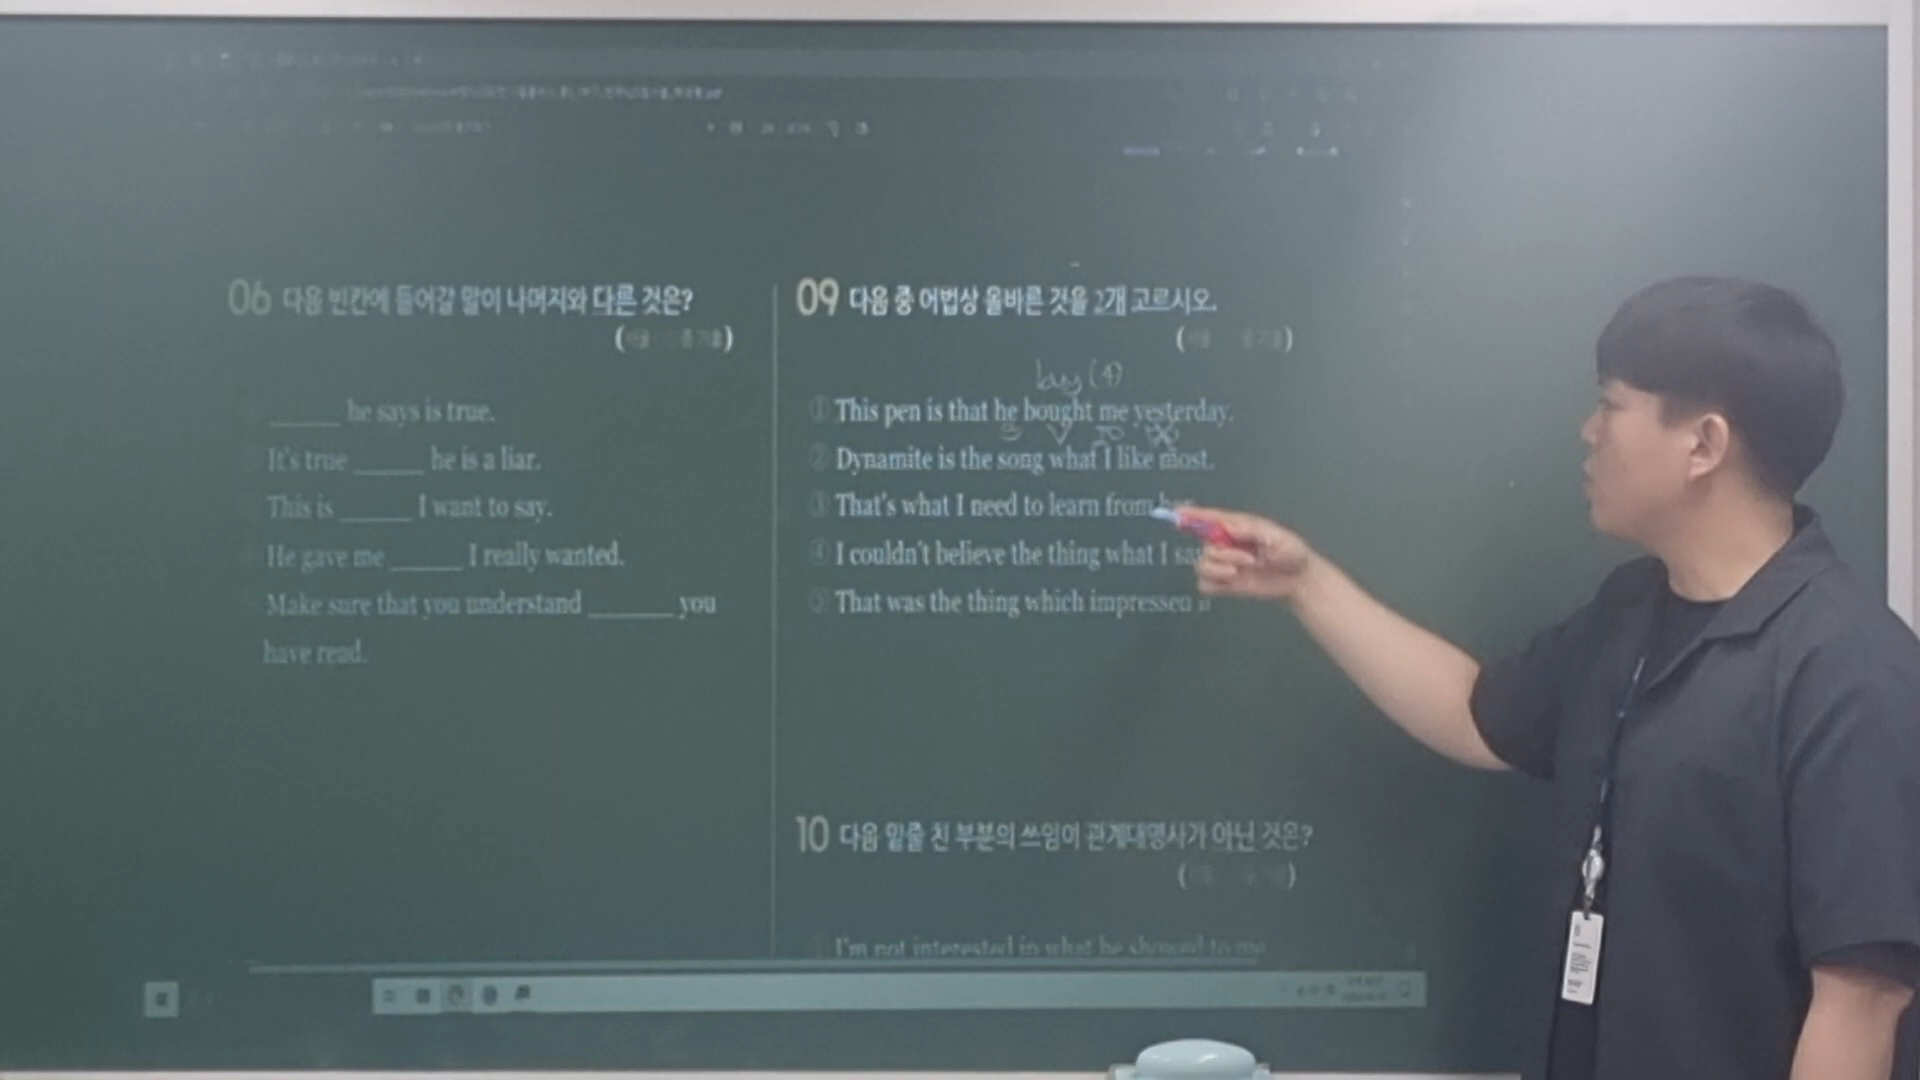 06 다음 빈칸에 들어갈 말이 나머지와 다른 것은?
_____ he says is true.
It's true _____ he is a liar.
This is _____ I want to say.
He gave me _____ I really wanted.
Make sure that you understand ______ you
have read.
09 다음 중 어법상 올바른 것을 2개 고르시오.
buy (4)
① This pen is that he bought me yesterday.
S V IO
② Dynamite is the song what I like most.
③ That's what I need to learn from
④ I couldn't believe the thing what I
⑤ That was the thing which impressed
10 다음 밑줄 친 부분의 쓰임이 관계대명사가 아닌 것은?
I'm not interested in what he showed to me